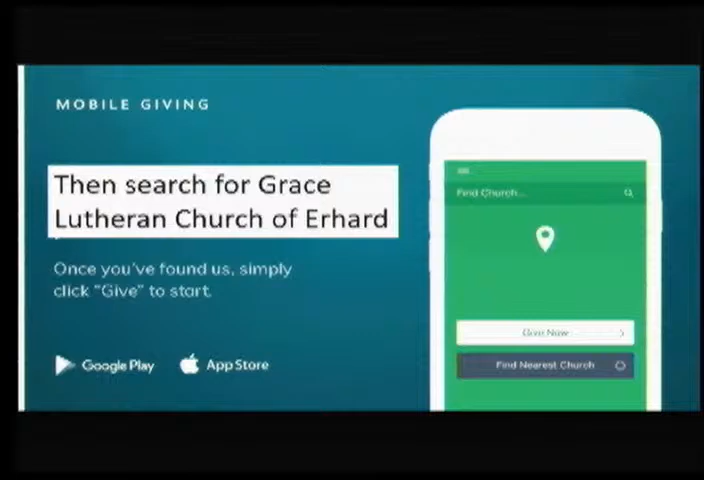 MOBILE GIVING
Then search for Grace
Lutheran Church of Erhard
Once you've found us, simply
click "Give" to start.
Google Play
App Store
Find Church...
Give Now
Find Nearest Church